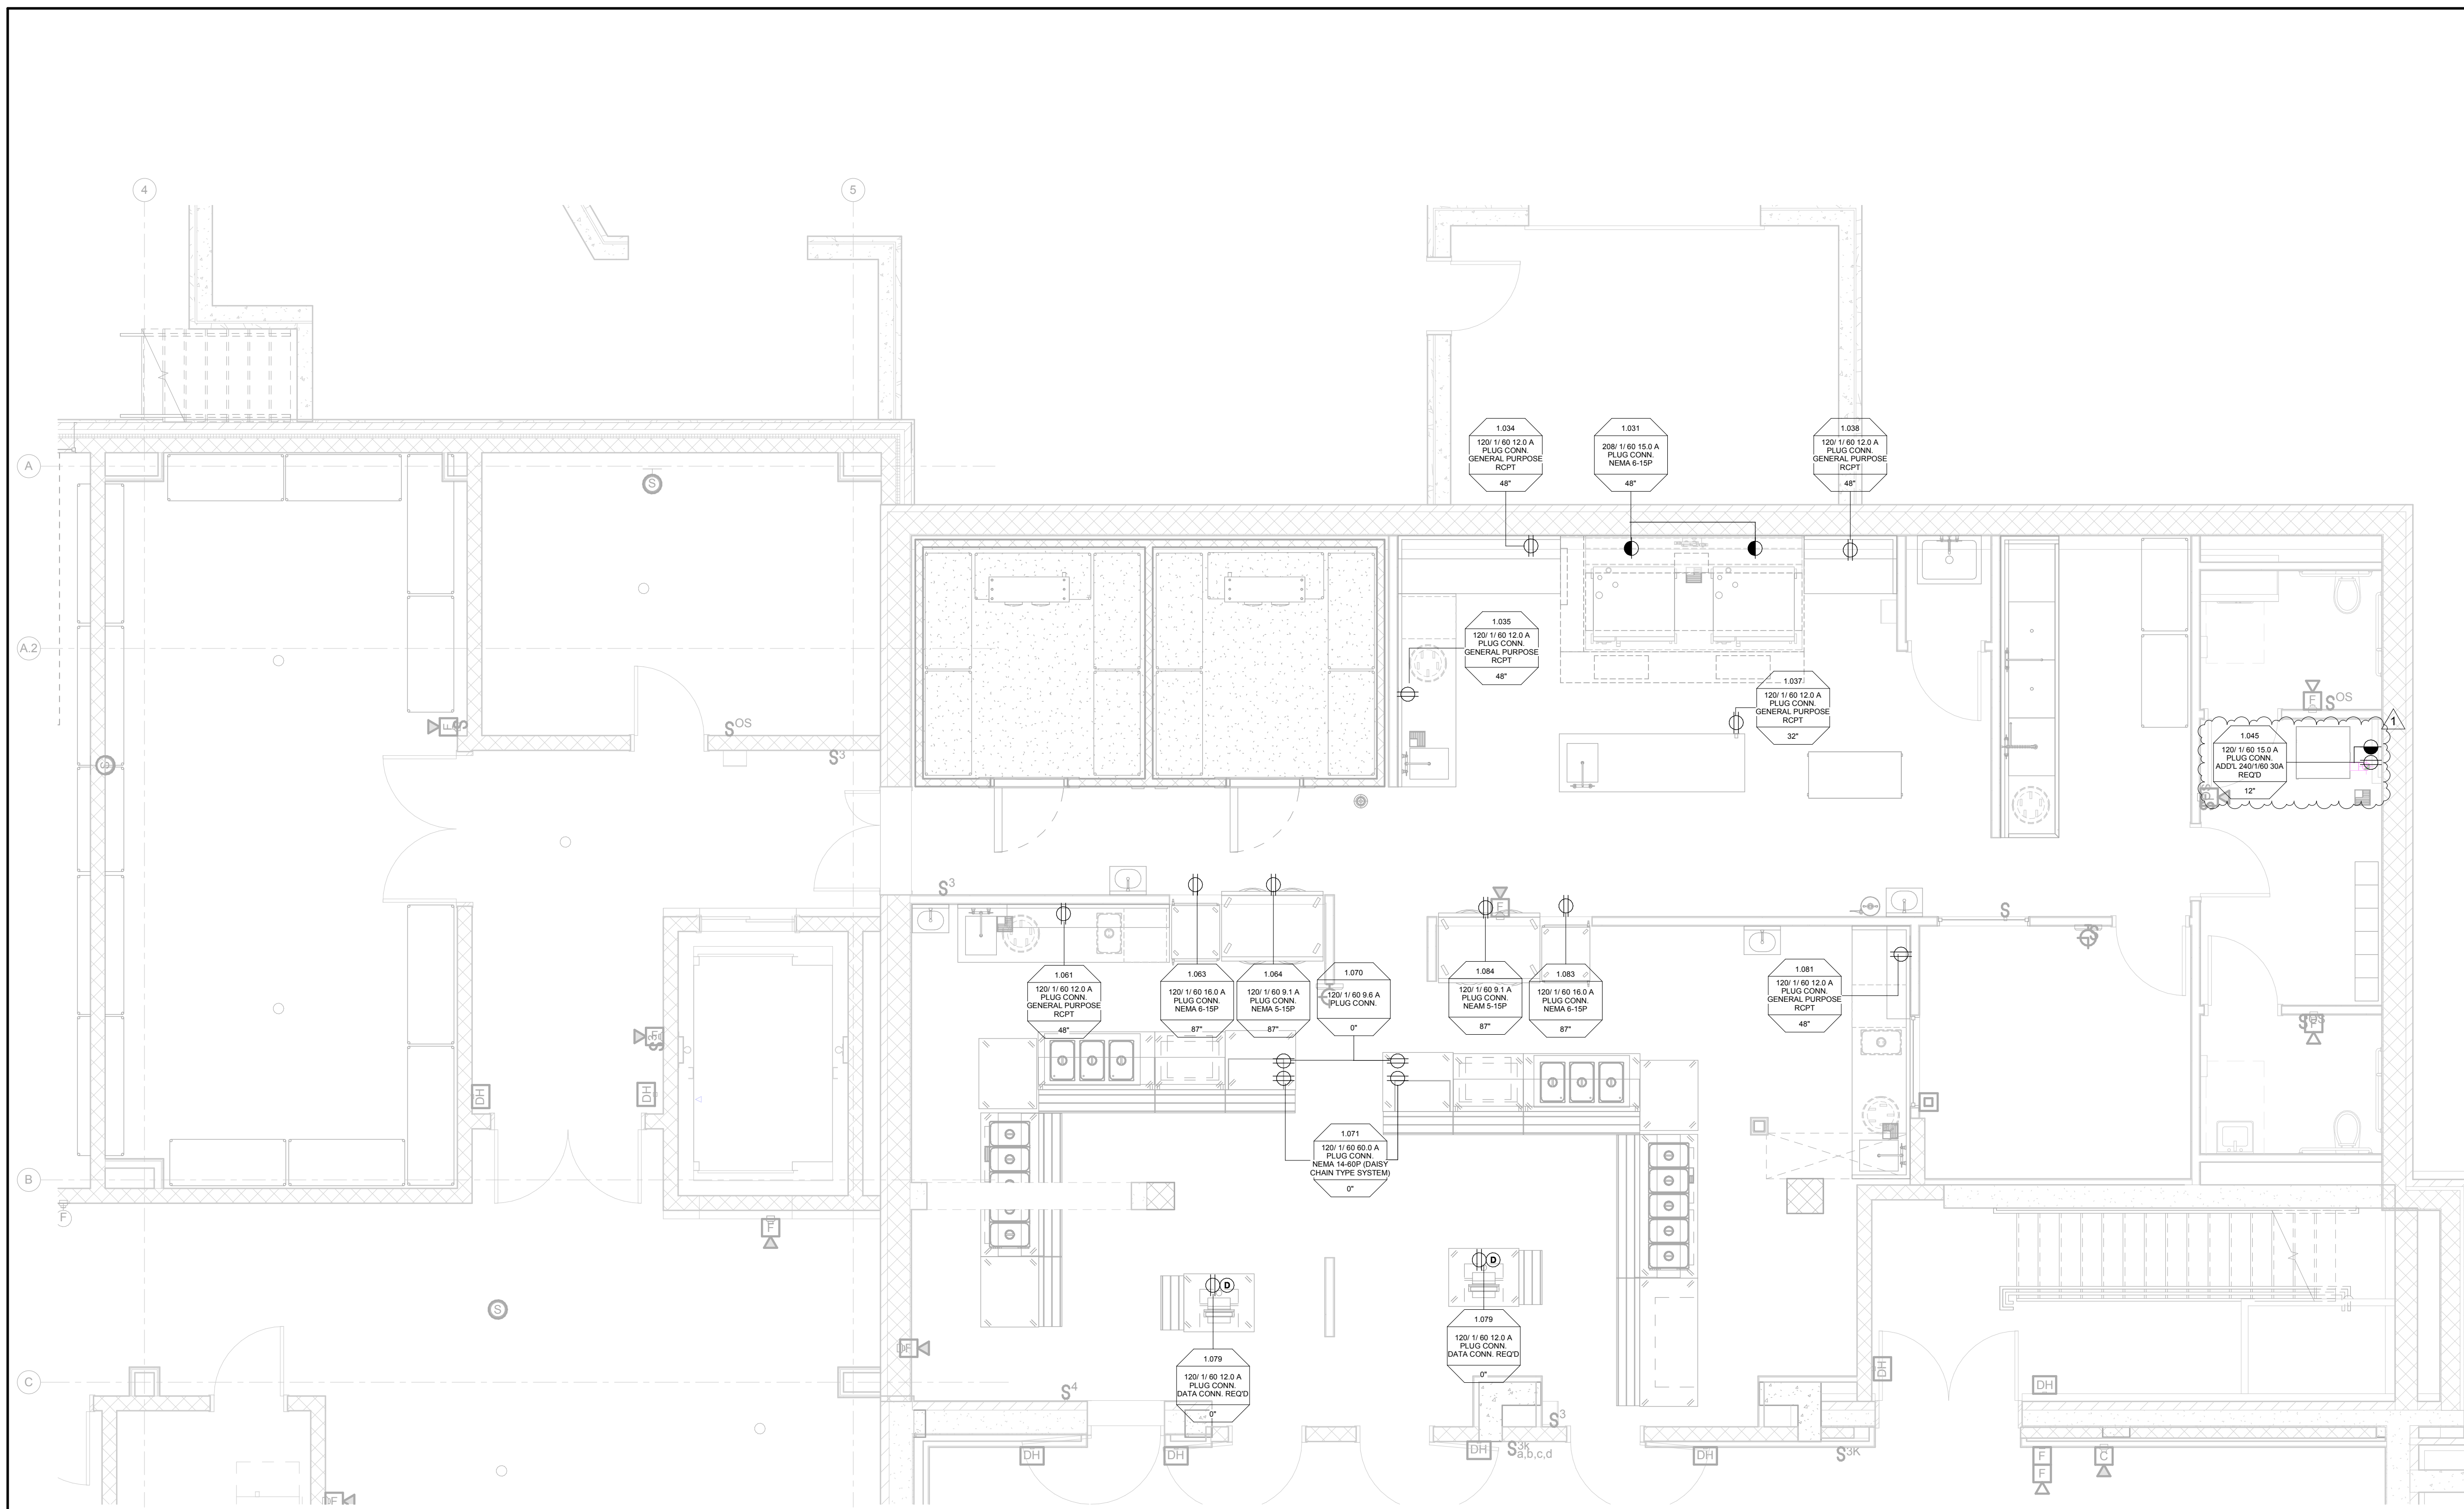 4
5
A
A.2
B
C
1.034
120/ 1/ 60 12.0 A
PLUG CONN.
GENERAL PURPOSE
RCPT
48"
1.031
208/ 1/ 60 15.0 A
PLUG CONN.
NEMA 6-15P
48"
1.038
120/ 1/ 60 12.0 A
PLUG CONN.
GENERAL PURPOSE
RCPT
48"
S
1.035
120/ 1/ 60 12.0 A
PLUG CONN.
GENERAL PURPOSE
RCPT
48"
1.037
120/ 1/ 60 12.0 A
PLUG CONN.
GENERAL PURPOSE
RCPT
32"
F
S OS
1
1.045
120/ 1/ 60 15.0 A
PLUG CONN.
ADD'L 240/1/60 30A
REQ'D
12"
F
S
S OS
S3
S
S3
F
S
S
1.061
120/ 1/ 60 12.0 A
PLUG CONN.
GENERAL PURPOSE
RCPT
48"
1.063
120/ 1/ 60 16.0 A
PLUG CONN.
NEMA 6-15P
87"
1.064
120/ 1/ 60 9.1 A
PLUG CONN.
NEMA 5-15P
87"
1.070
120/ 1/ 60 9.6 A
PLUG CONN.
0"
1.084
120/ 1/ 60 9.1 A
PLUG CONN.
NEAM 5-15P
87"
1.083
120/ 1/ 60 16.0 A
PLUG CONN.
NEMA 6-15P
87"
1.081
120/ 1/ 60 12.0 A
PLUG CONN.
GENERAL PURPOSE
RCPT
48"
S OS
F
DH
DH
1.071
120/ 1/ 60 60.0 A
PLUG CONN.
NEMA 14-60P (DAISY
CHAIN TYPE SYSTEM)
0"
F
F
D
D
S
1.079
120/ 1/ 60 12.0 A
PLUG CONN.
DATA CONN. REQ'D
0"
1.079
120/ 1/ 60 12.0 A
PLUG CONN.
DATA CONN. REQ'D
0"
DF
S4
S3
DH
DH
DH
DH
DH
S3K
a,b,c,d
DH
S3K
F
F
C
DF